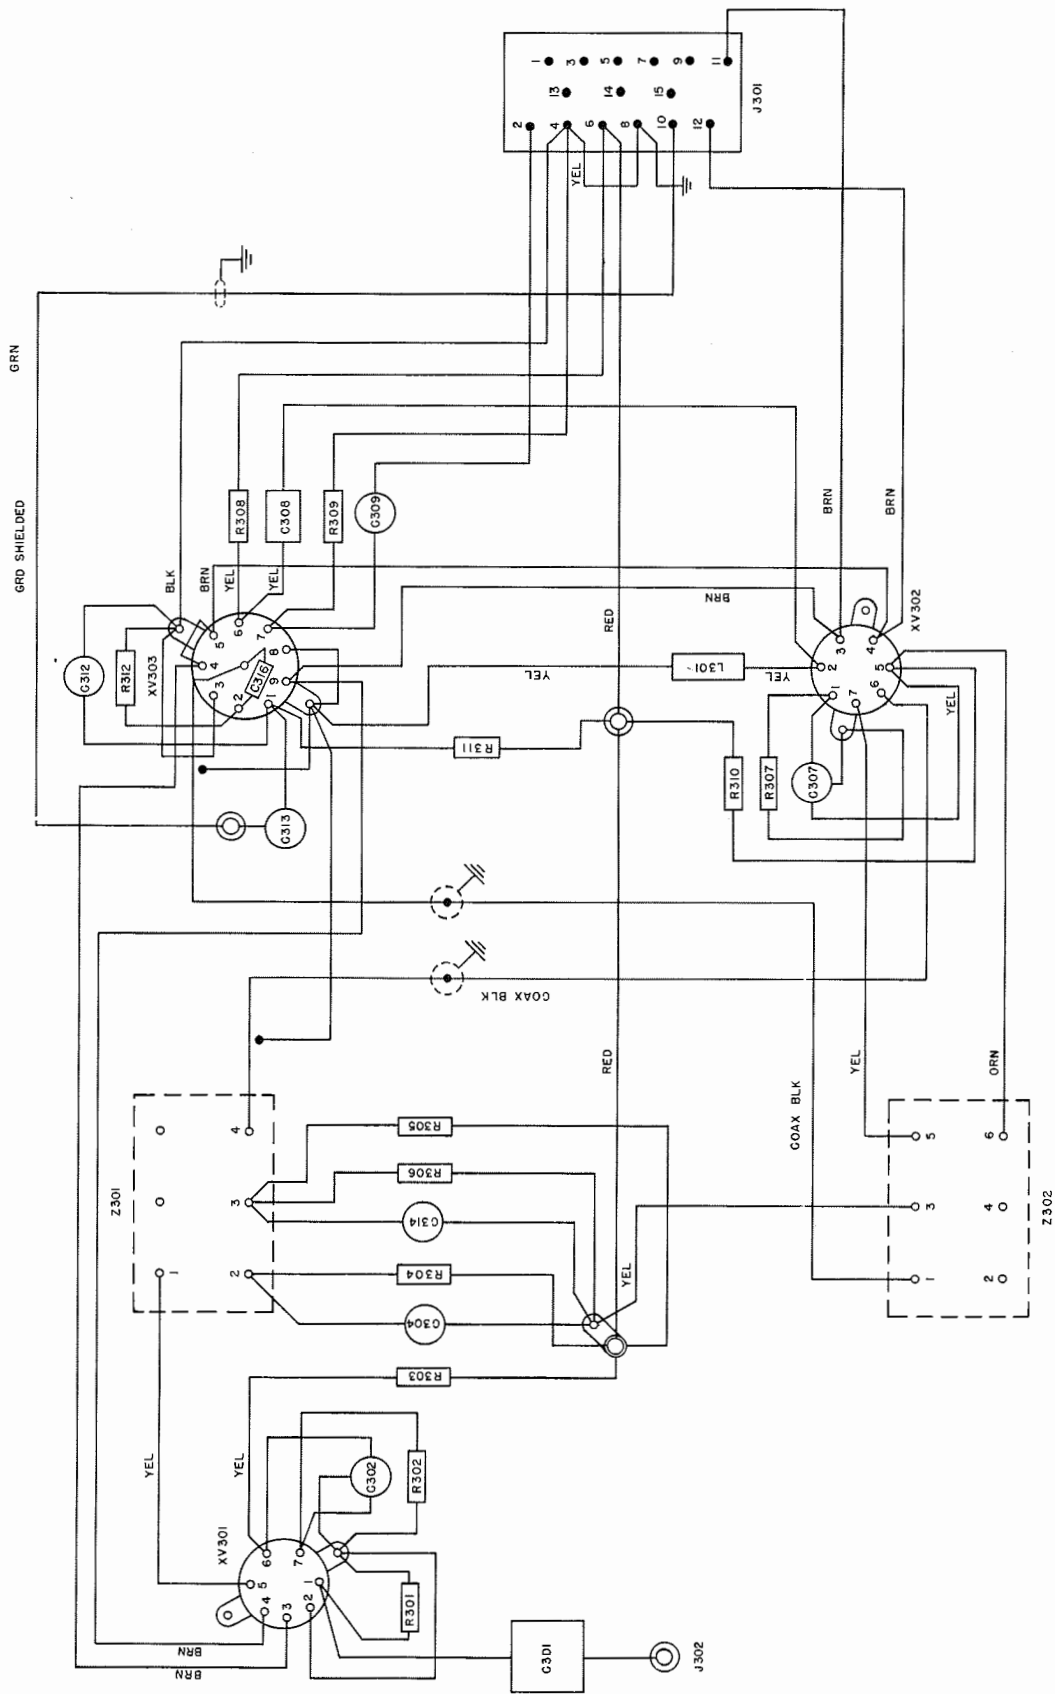 1
3
5
7
9
11
13
14
15
2
4
6
8
10
12
J301
YEL
GRN
GRD SHIELDED
BLK
BRN
YEL
YEL
R308
C308
R309
C309
C312
R312
XV303
C316
1
2
3
4
5
6
7
8
9
BRN
BRN
BRN
RED
YEL
L301
YEL
XV302
1
2
3
4
5
6
7
YEL
R311
R310
R307
C307
C313
COAX BLK
RED
COAX BLK
YEL
ORN
Z301
1
2
3
4
R305
R306
C314
R304
C304
R303
YEL
Z302
1
2
3
4
5
6
YEL
YEL
XV301
1
2
3
4
5
6
7
C302
R302
R301
BRN
BRN
C3D1
J302